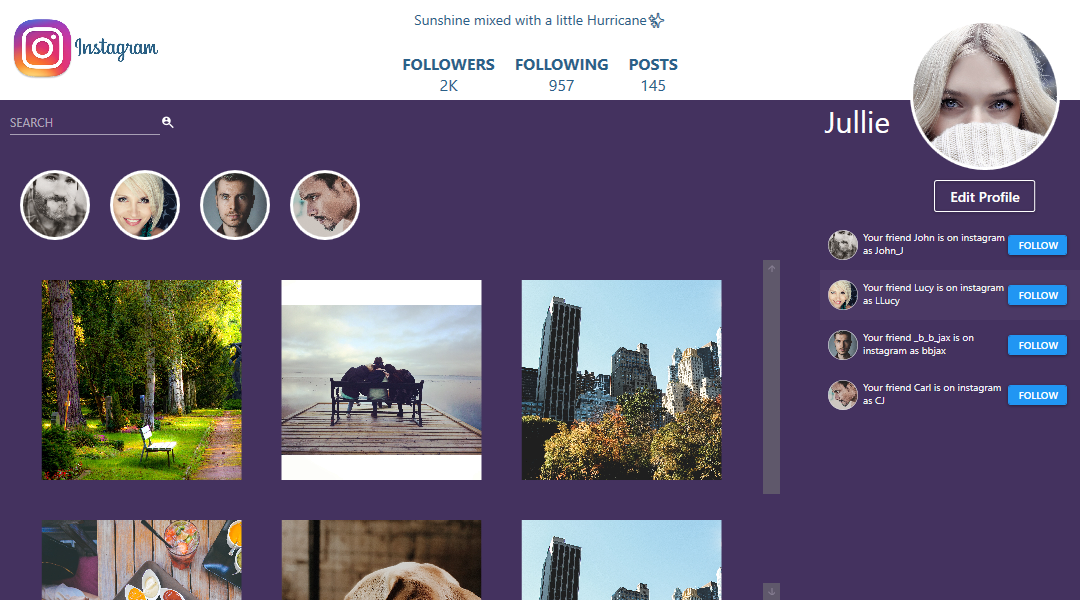 Instagram
Sunshine mixed with a little Hurricane
FOLLOWERS FOLLOWING POSTS
2K 957 145
SEARCH
Jullie
Edit Profile
Your friend John is on instagram
as John_J
FOLLOW
Your friend Lucy is on instagram
as LLucy
FOLLOW
Your friend _b_b_jax is on
instagram as bbjax
FOLLOW
Your friend Carl is on instagram
as CJ
FOLLOW